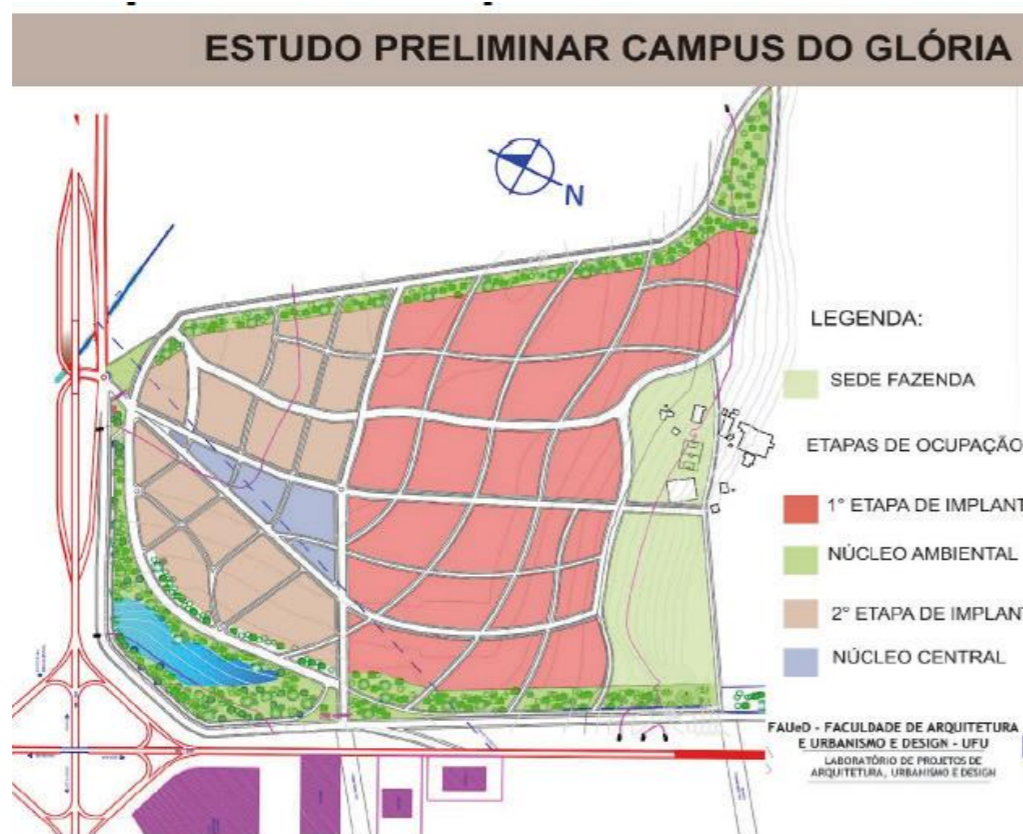 ESTUDO PRELIMINAR CAMPUS DO GLÓRIA
N
LEGENDA:
SEDE FAZENDA
ETAPAS DE OCUPAÇÃO
1° ETAPA DE IMPLANT
NÚCLEO AMBIENTAL
2° ETAPA DE IMPLANT
NÚCLEO CENTRAL
FAUeD - FACULDADE DE ARQUITETURA
E URBANISMO E DESIGN - UFU
LABORATÓRIO DE PROJETOS DE
ARQUITETURA, URBANISMO E DESIGN